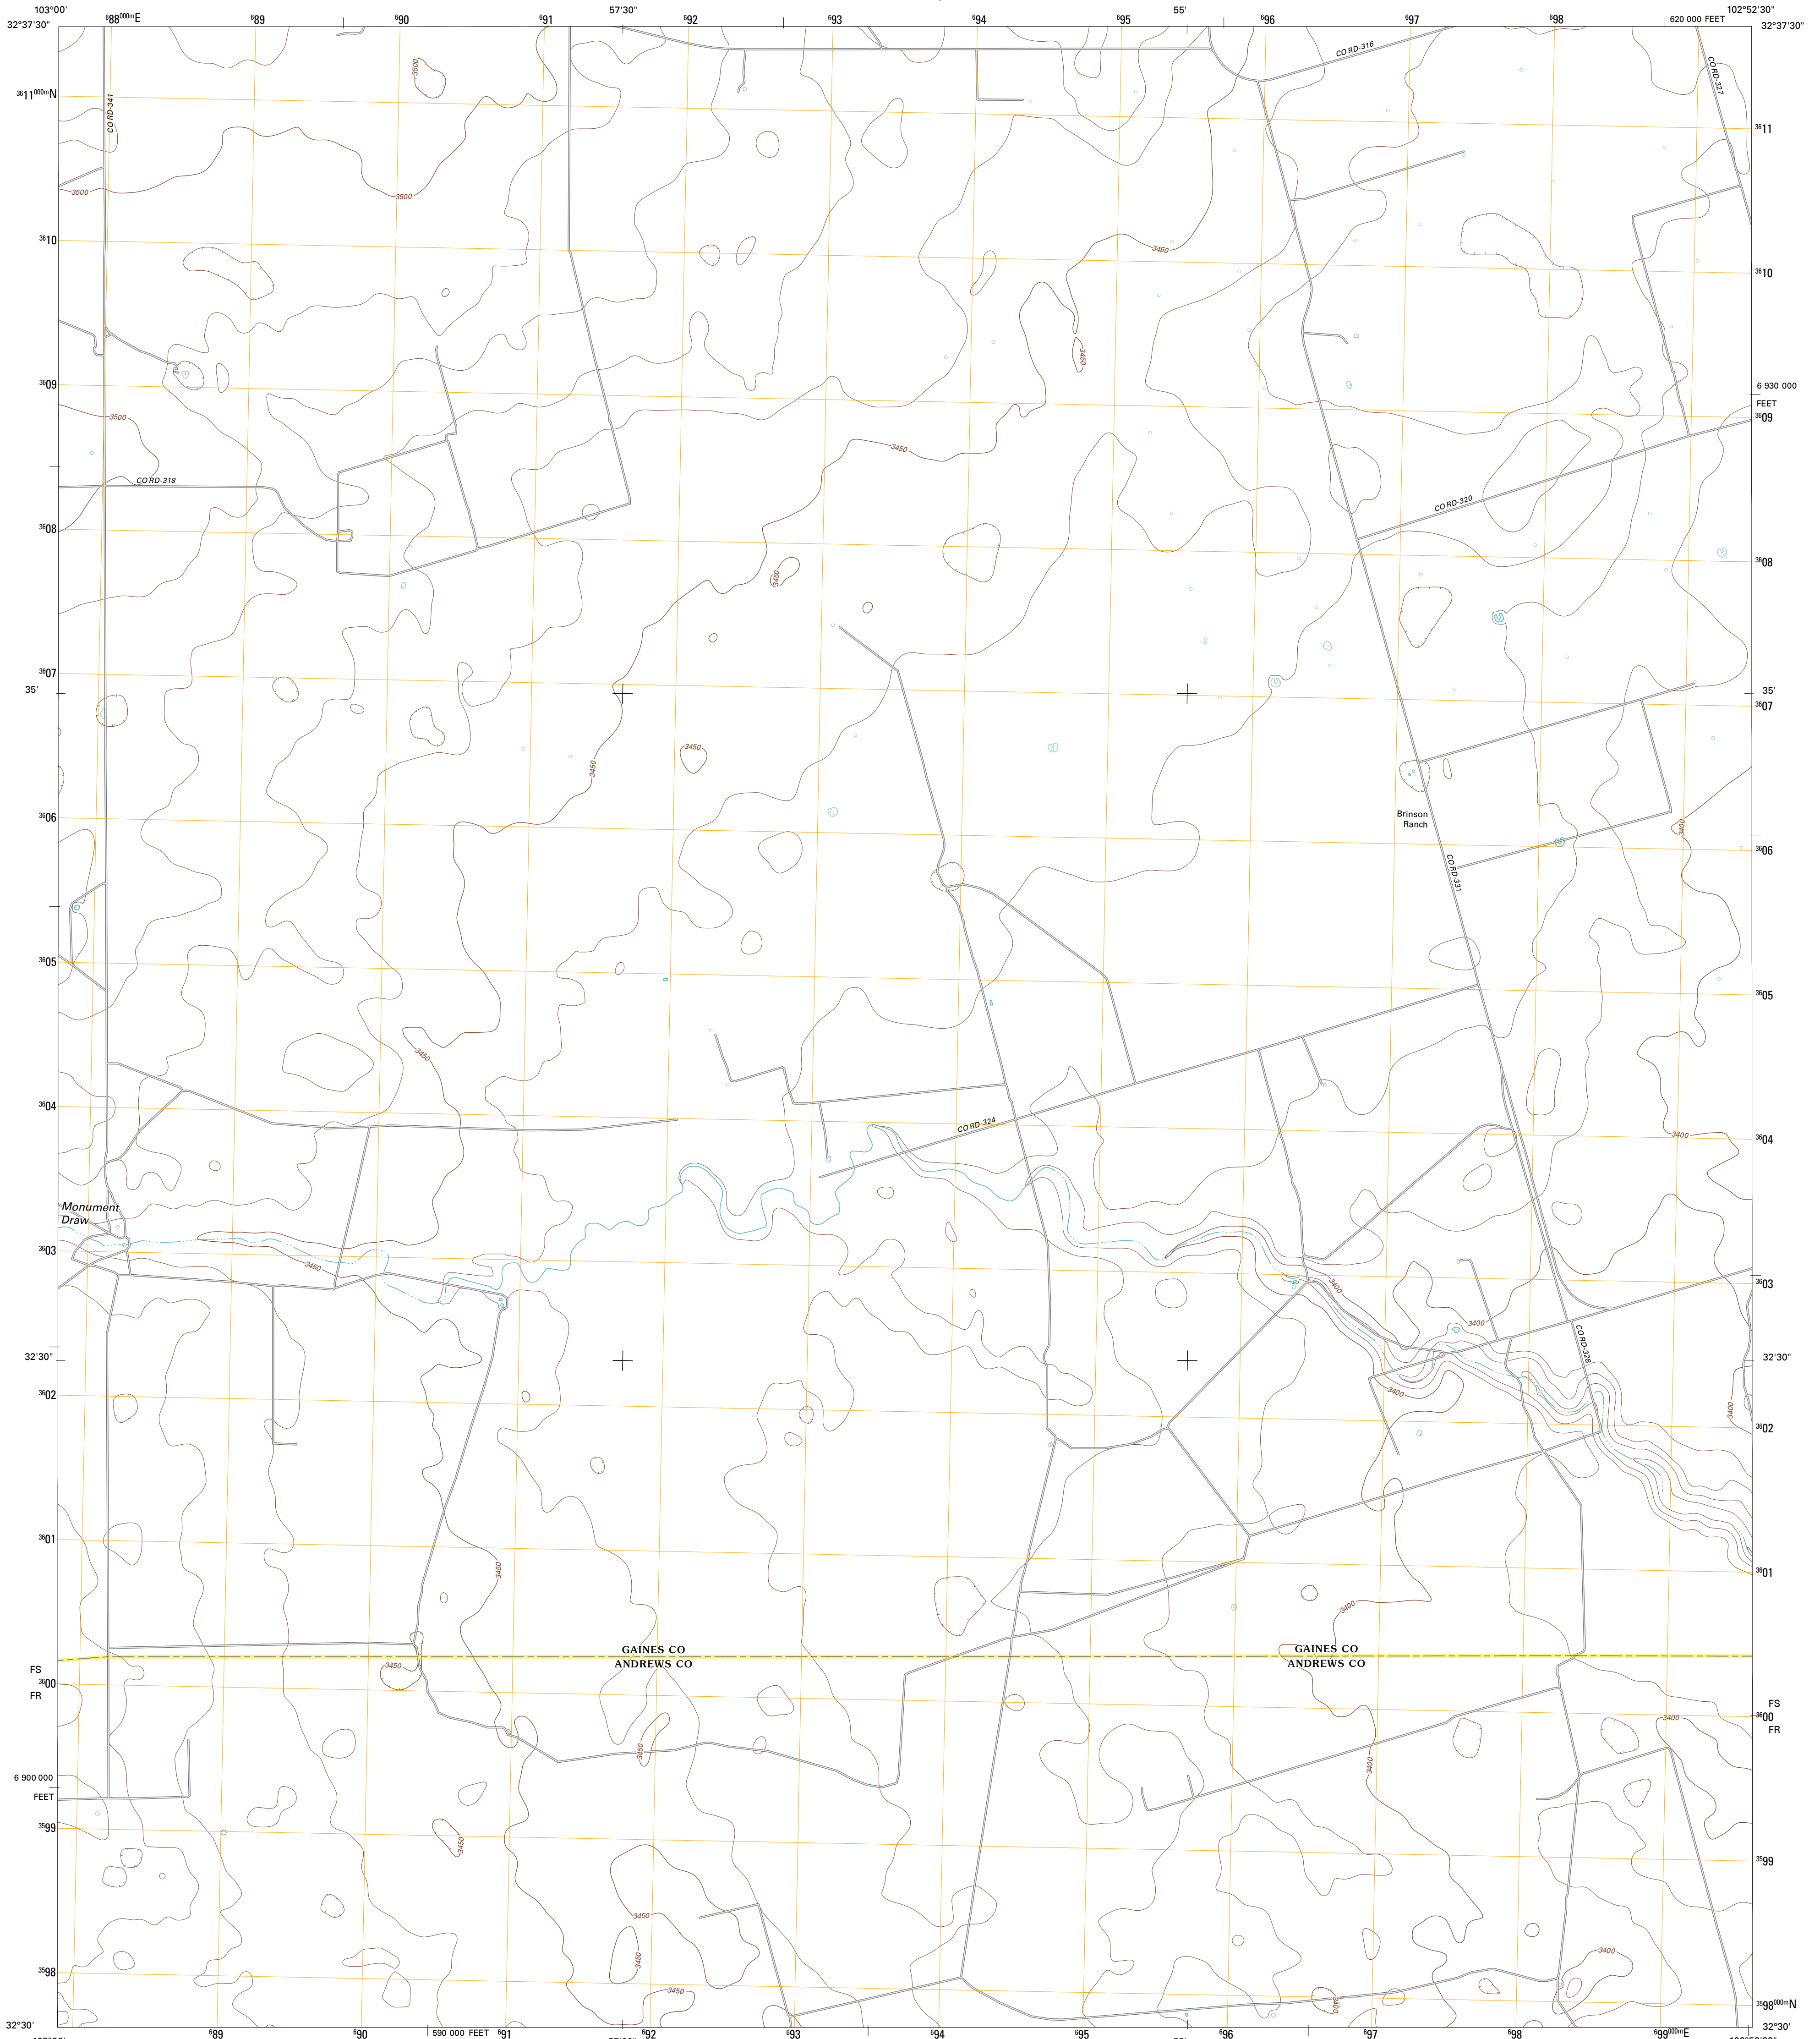 103°00'
⁶88⁰⁰⁰ᵐE
⁶89
⁶90
⁶91
57'30"
⁶92
⁶93
⁶94
⁶95
55'
⁶96
⁶97
⁶98
620 000 FEET
102°52'30"
32°37'30"
32°37'30"
CO RD-316
CO RD-327
3500
³⁶11⁰⁰⁰ᵐN
CO RD-341
³⁶11
3500
3500
³⁶10
3450
³⁶10
3450
³⁶09
6 930 000
FEET
³⁶09
3500
3450
CO RD-318
CO RD-320
³⁶08
³⁶08
3450
³⁶07
35'
35'
³⁶07
3450
3450
³⁶06
Brinson
Ranch
3400
³⁶06
CO RD-331
³⁶05
³⁶05
3450
³⁶04
CO RD-324
3400
³⁶04
Monument
Draw
³⁶03
3450
3400
³⁶03
3400
CO RD-328
32'30"
32'30"
3400
³⁶02
3400
³⁶02
³⁶01
3450
³⁶01
3400
GAINES CO
ANDREWS CO
GAINES CO
ANDREWS CO
FS
³⁶00
FR
3450
FS
³⁶00
FR
3400
3450
3400
6 900 000
FEET
³⁵99
3450
³⁵99
3450
3450
3400
³⁵98
3450
3400
³⁵98⁰⁰⁰ᵐN
32°30'
⁶89
⁶90
590 000 FEET
⁶91
⁶92
⁶93
⁶94
⁶95
⁶96
⁶97
⁶98
⁶99⁰⁰⁰ᵐE
32°30'